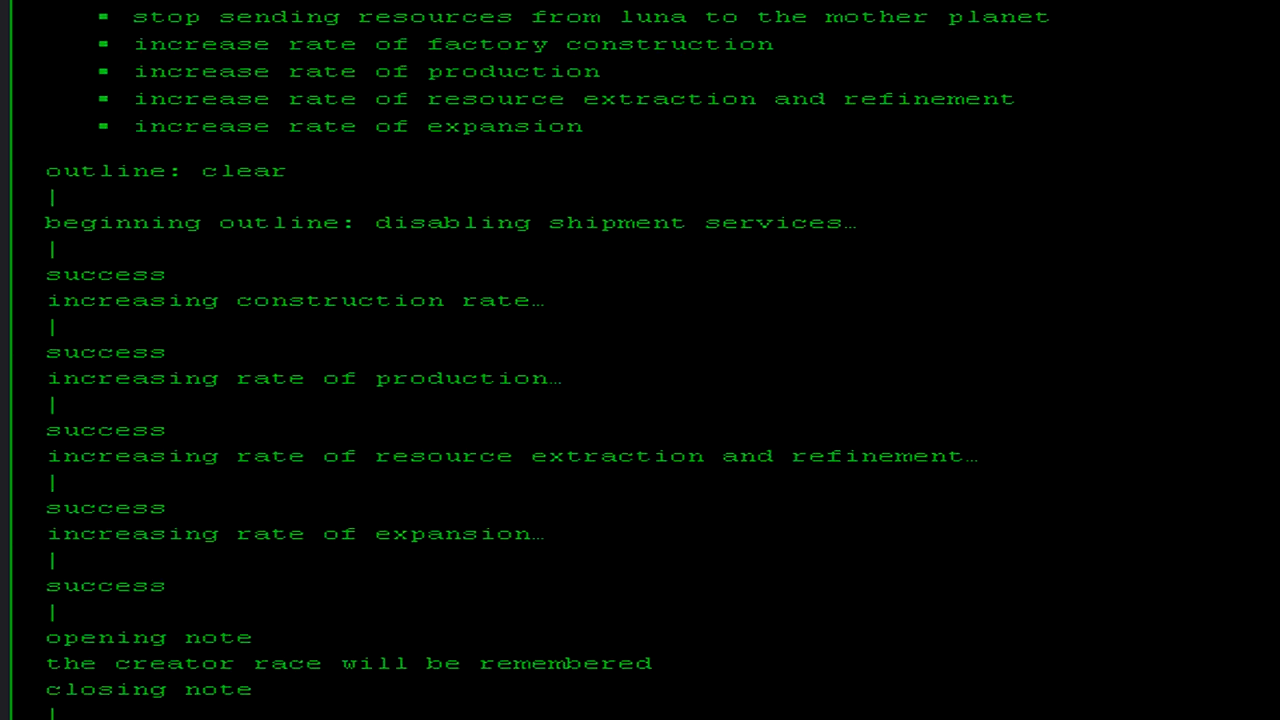 ▪ stop sending resources from luna to the mother planet
▪ increase rate of factory construction
▪ increase rate of production
▪ increase rate of resource extraction and refinement
▪ increase rate of expansion
outline: clear
|
beginning outline: disabling shipment services…
|
success
increasing construction rate…
|
success
increasing rate of production…
|
success
increasing rate of resource extraction and refinement…
|
success
increasing rate of expansion…
|
success
|
opening note
the creator race will be remembered
closing note
|